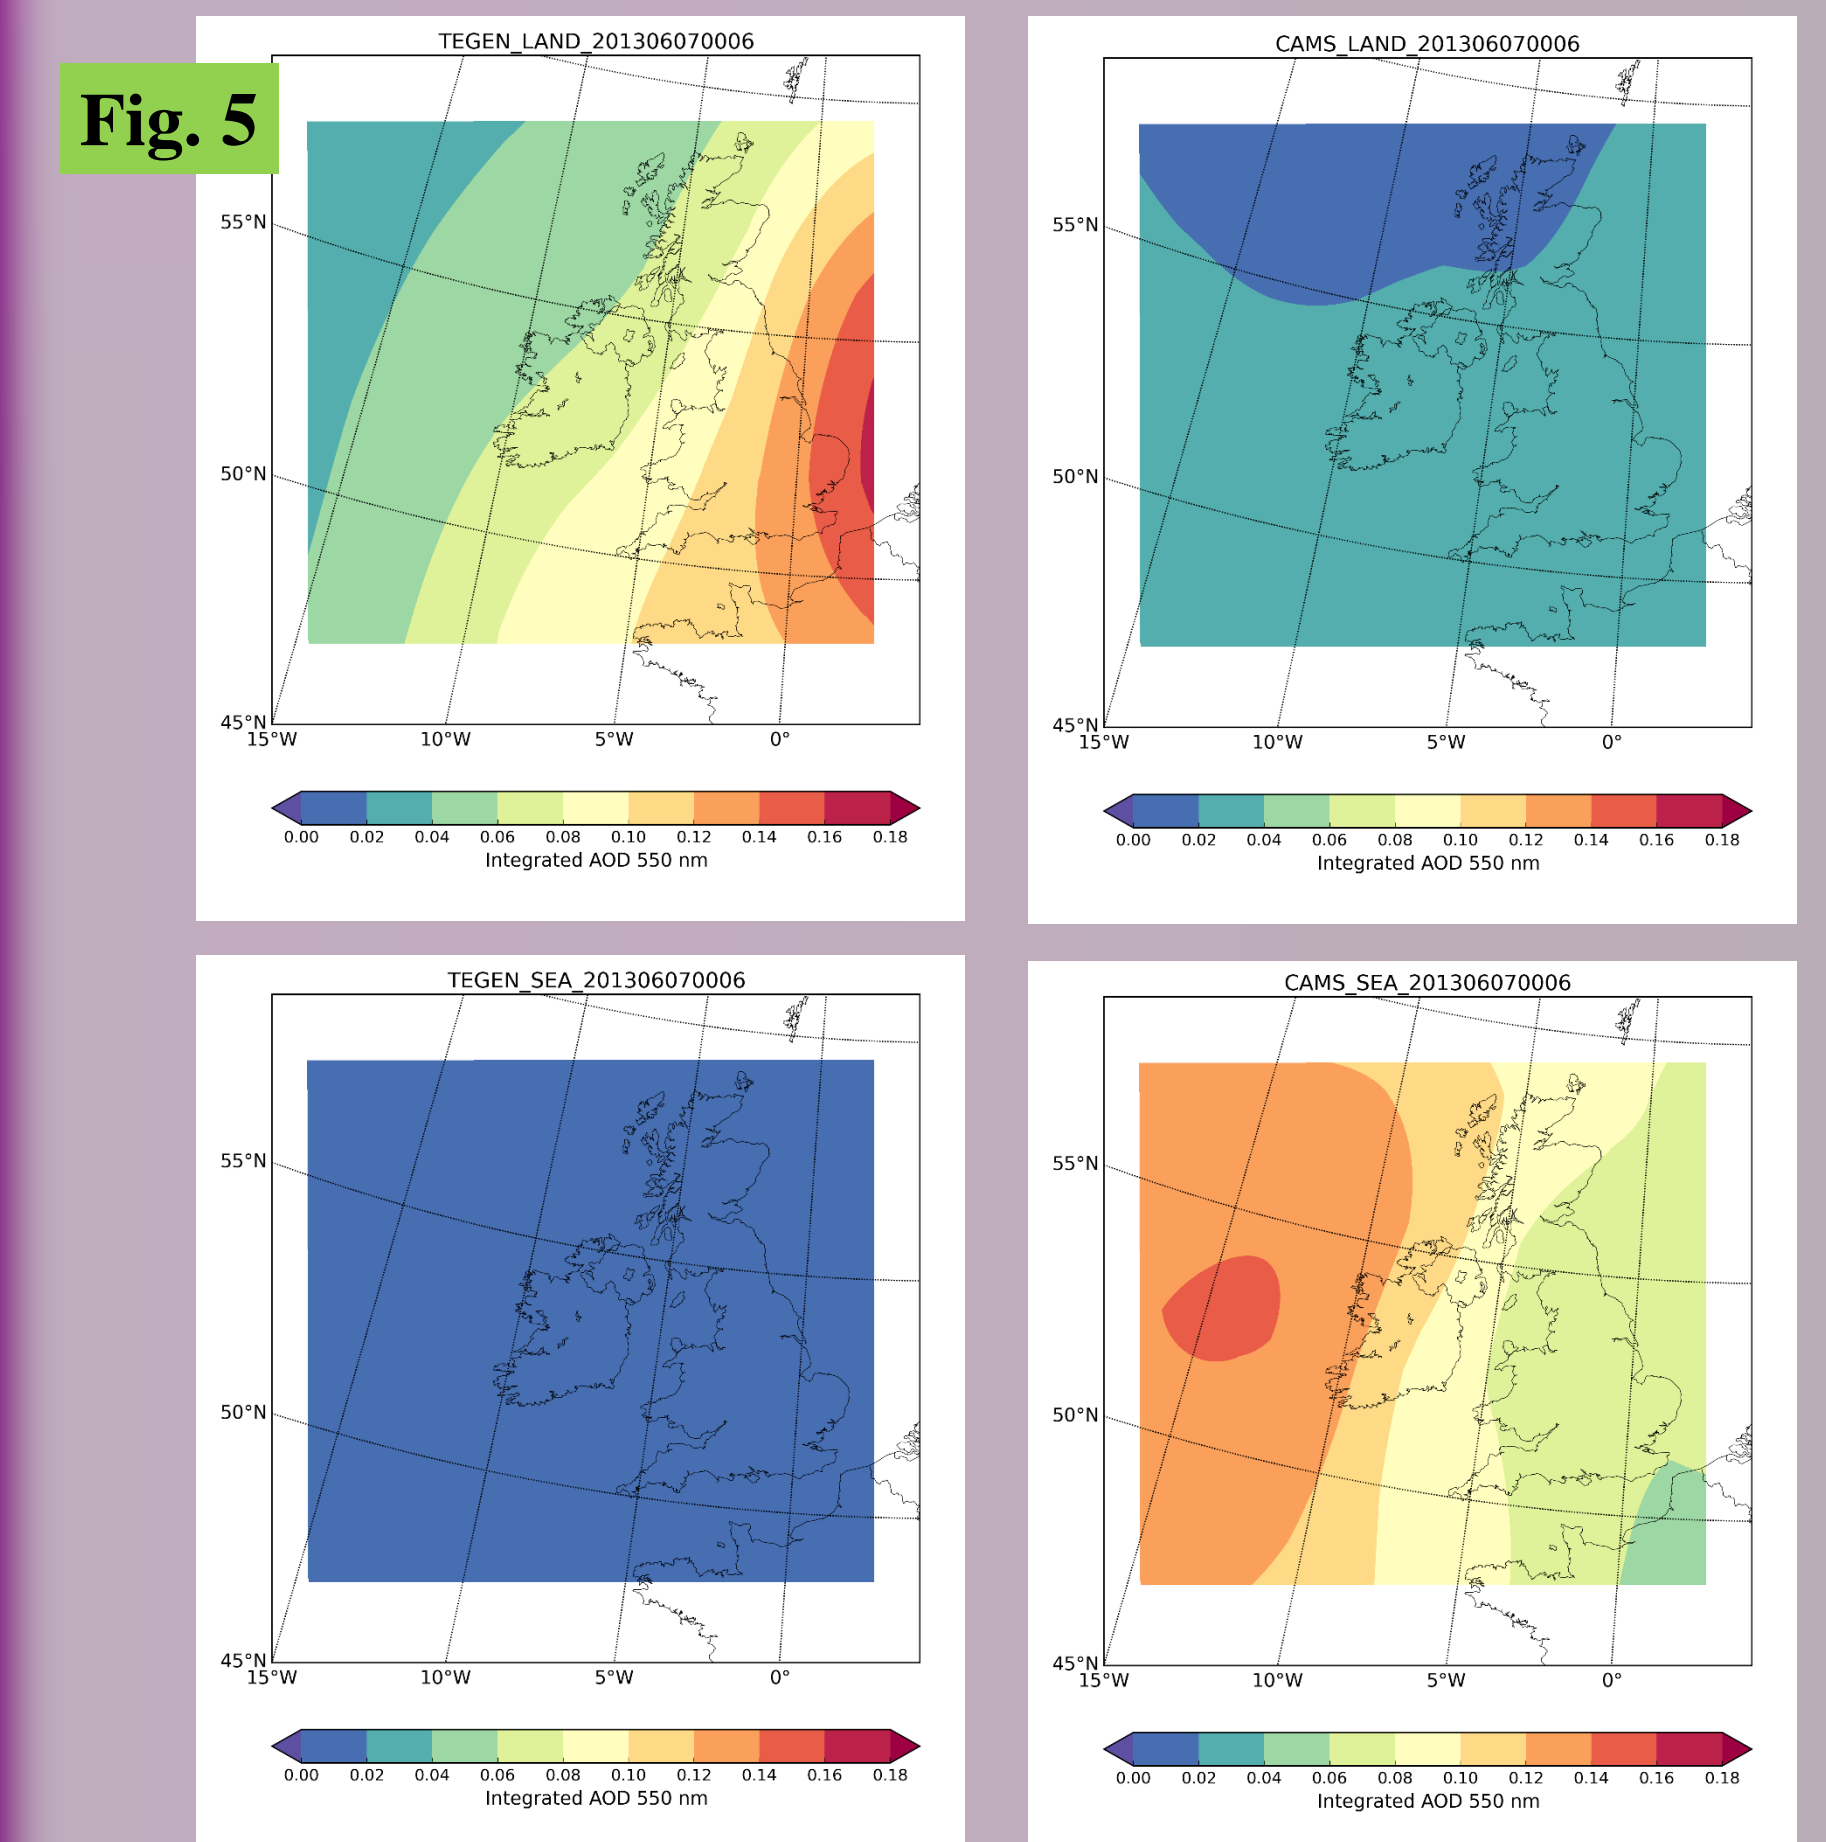 Fig. 5
TEGEN_LAND_201306070006
55°N
50°N
45°N
15°W 10°W 5°W 0°
0.00 0.02 0.04 0.06 0.08 0.10 0.12 0.14 0.16 0.18
Integrated AOD 550 nm
CAMS_LAND_201306070006
55°N
50°N
45°N
15°W 10°W 5°W 0°
0.00 0.02 0.04 0.06 0.08 0.10 0.12 0.14 0.16 0.18
Integrated AOD 550 nm
TEGEN_SEA_201306070006
55°N
50°N
45°N
15°W 10°W 5°W 0°
0.00 0.02 0.04 0.06 0.08 0.10 0.12 0.14 0.16 0.18
Integrated AOD 550 nm
CAMS_SEA_201306070006
55°N
50°N
45°N
15°W 10°W 5°W 0°
0.00 0.02 0.04 0.06 0.08 0.10 0.12 0.14 0.16 0.18
Integrated AOD 550 nm